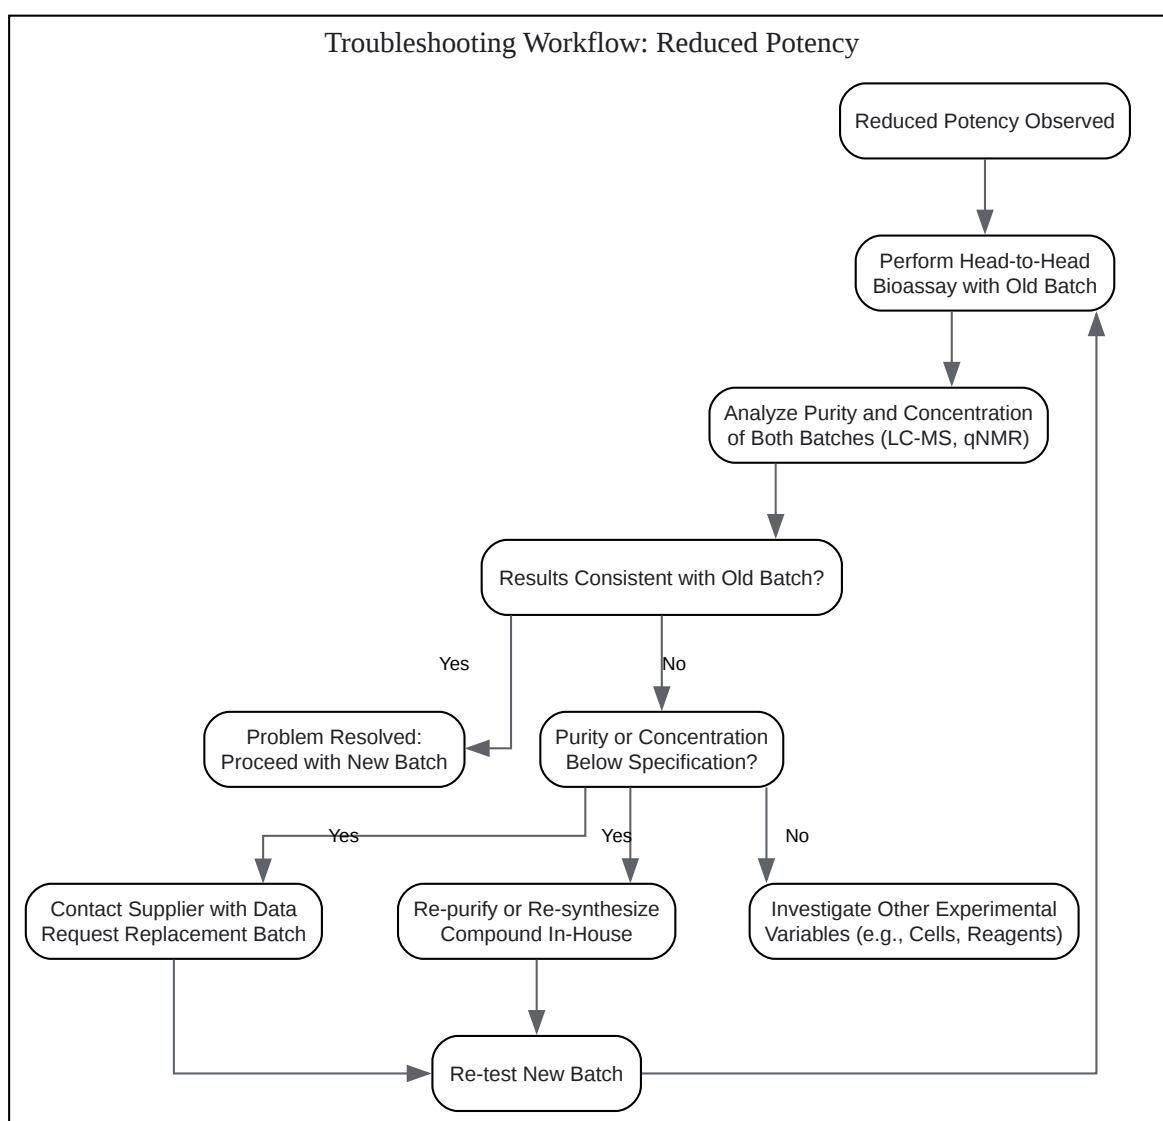 Troubleshooting Workflow: Reduced Potency
Reduced Potency Observed
Perform Head-to-Head
Bioassay with Old Batch
Analyze Purity and Concentration
of Both Batches (LC-MS, qNMR)
Results Consistent with Old Batch?
Yes
No
Problem Resolved:
Proceed with New Batch
Purity or Concentration
Below Specification?
Yes
Yes
No
Contact Supplier with Data
Request Replacement Batch
Re-purify or Re-synthesize
Compound In-House
Investigate Other Experimental
Variables (e.g., Cells, Reagents)
Re-test New Batch